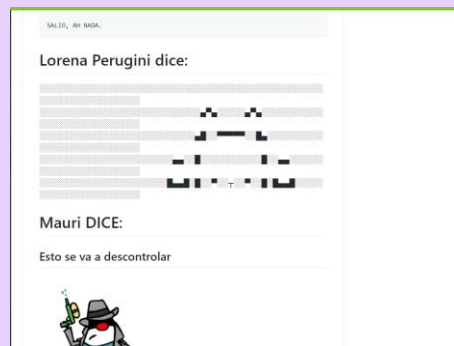 SALIO, AH NADA.
Lorena Perugini dice:
Mauri DICE:
Esto se va a descontrolar